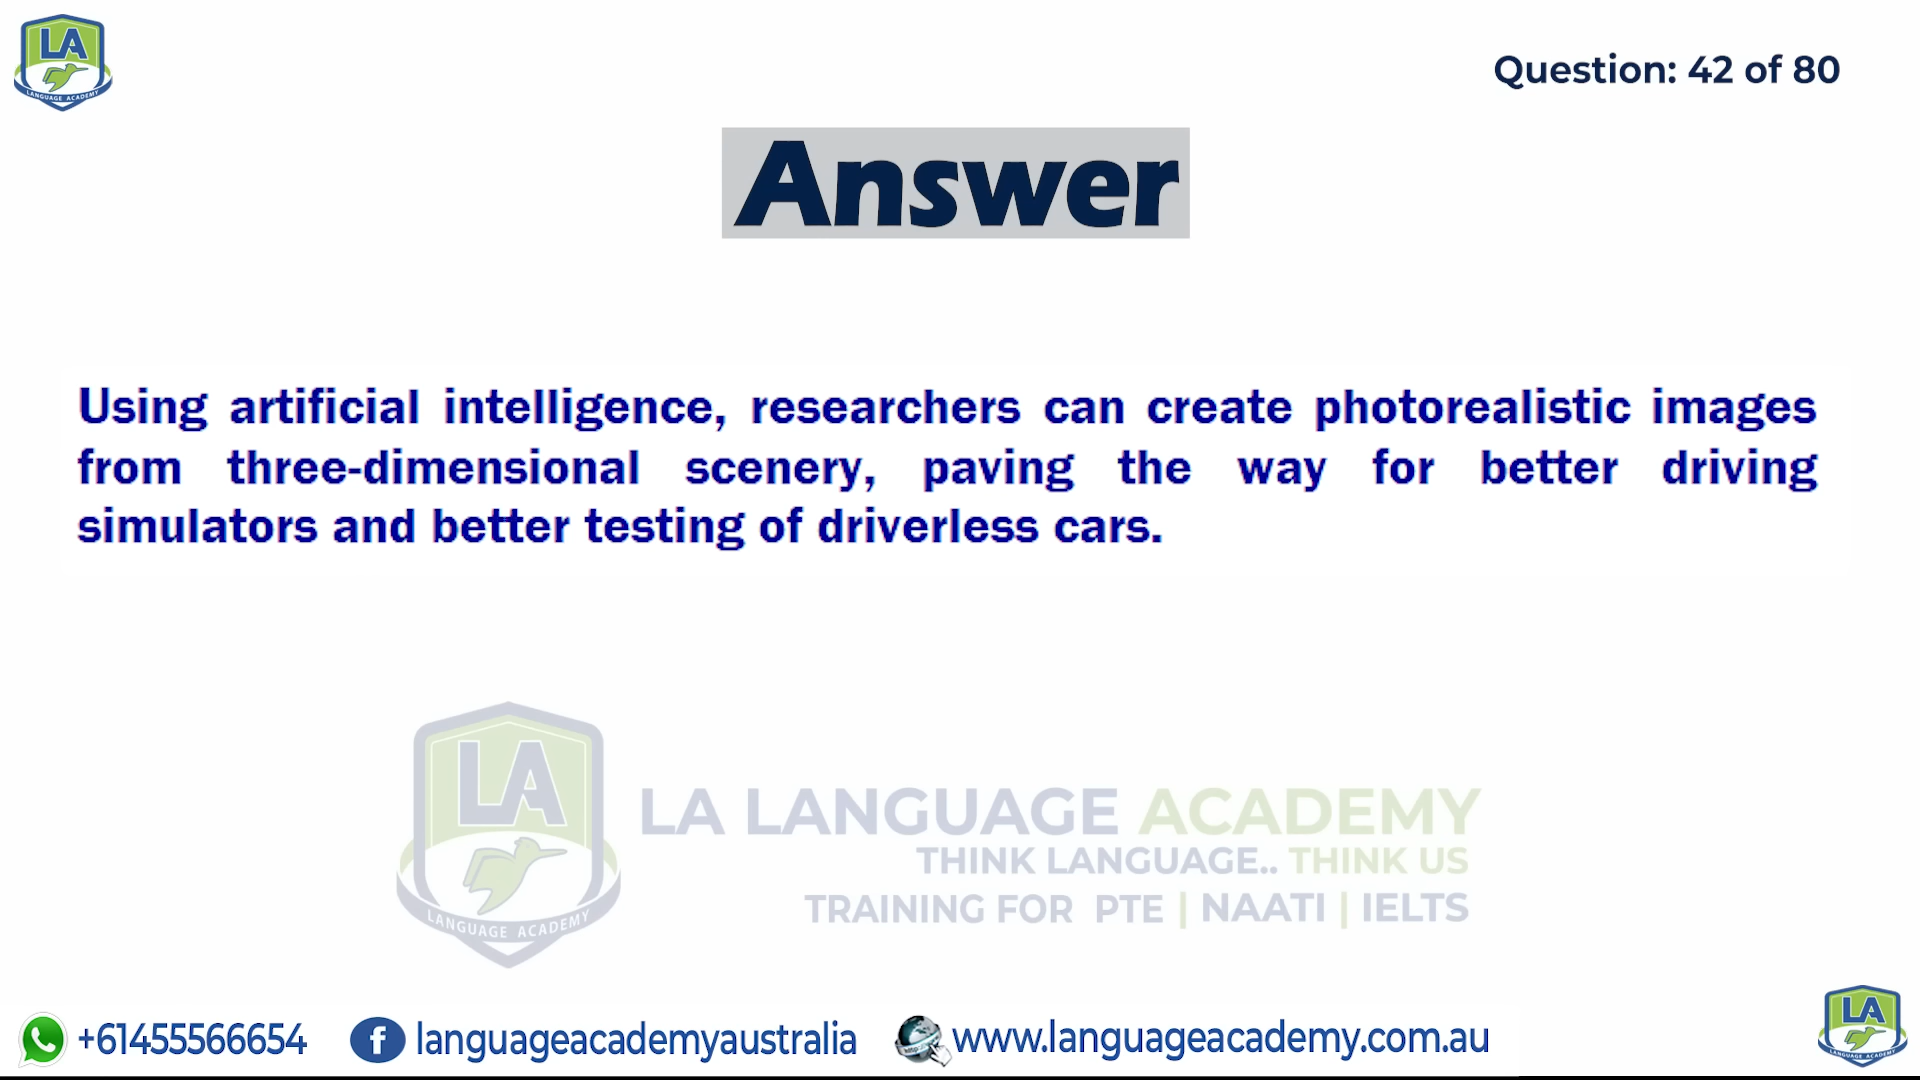 LA
LANGUAGE ACADEMY
Question: 42 of 80
Answer
Using artificial intelligence, researchers can create photorealistic images
from three-dimensional scenery, paving the way for better driving
simulators and better testing of driverless cars.
LA
LANGUAGE ACADEMY
LA LANGUAGE ACADEMY
THINK LANGUAGE.. THINK US
TRAINING FOR PTE | NAATI | IELTS
+61455566654
f languageacademyaustralia
www.languageacademy.com.au
LA
LANGUAGE ACADEMY